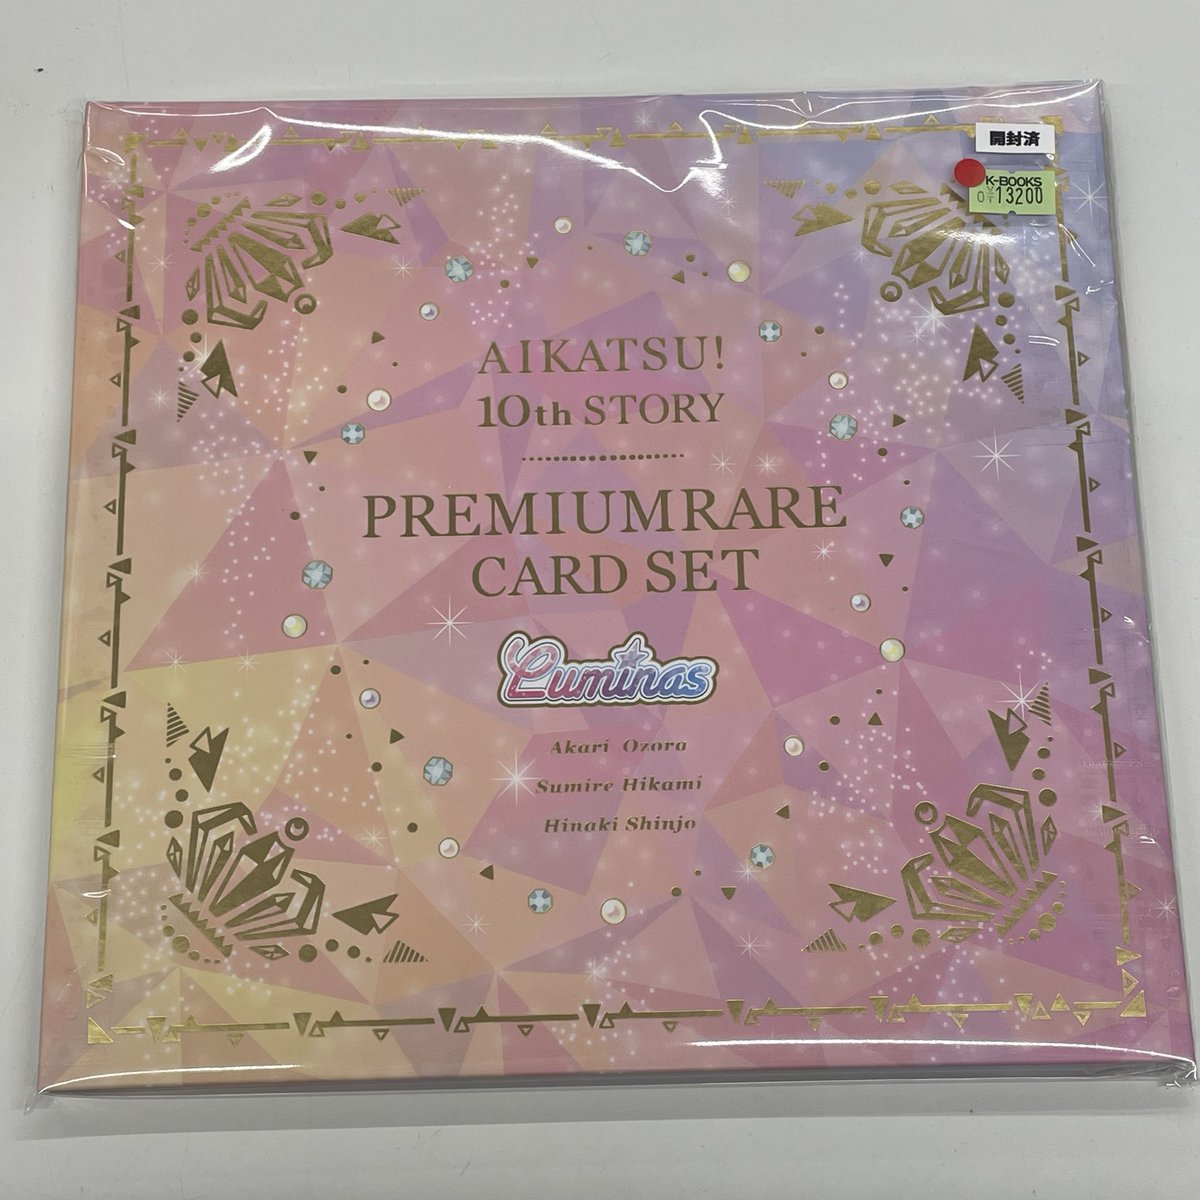 開封済
K-BOOKS
¥13200
AIKATSU!
10th STORY
PREMIUMRARE
CARD SET
Luminas
Akari Ozora
Sumire Hikami
Hinaki Shinjo